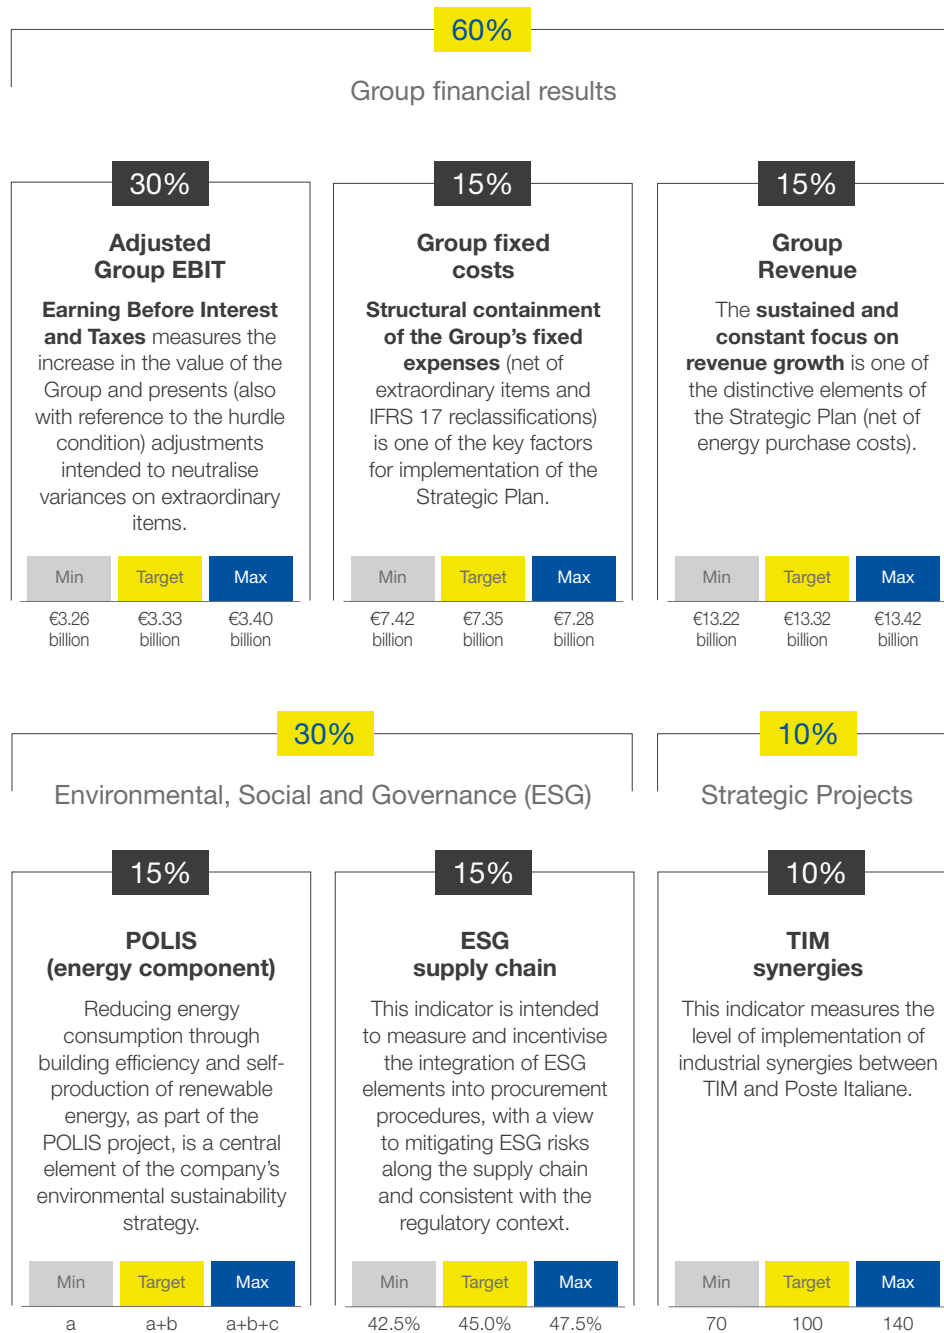 60%
Group financial results
30%
Adjusted
Group EBIT
Earning Before Interest
and Taxes measures the
increase in the value of the
Group and presents (also
with reference to the hurdle
condition) adjustments
intended to neutralise
variances on extraordinary
items.
Min Target Max
€3.26 €3.33 €3.40
billion billion billion
15%
Group fixed
costs
Structural containment
of the Group's fixed
expenses (net of
extraordinary items and
IFRS 17 reclassifications)
is one of the key factors
for implementation of the
Strategic Plan.
Min Target Max
€7.42 €7.35 €7.28
billion billion billion
15%
Group
Revenue
The sustained and
constant focus on
revenue growth is one of
the distinctive elements of
the Strategic Plan (net of
energy purchase costs).
Min Target Max
€13.22 €13.32 €13.42
billion billion billion
30%
Environmental, Social and Governance (ESG)
15%
POLIS
(energy component)
Reducing energy
consumption through
building efficiency and self-
production of renewable
energy, as part of the
POLIS project, is a central
element of the company's
environmental sustainability
strategy.
Min Target Max
a a+b a+b+c
15%
ESG
supply chain
This indicator is intended
to measure and incentivise
the integration of ESG
elements into procurement
procedures, with a view
to mitigating ESG risks
along the supply chain
and consistent with the
regulatory context.
Min Target Max
42.5% 45.0% 47.5%
10%
Strategic Projects
10%
TIM
synergies
This indicator measures the
level of implementation of
industrial synergies between
TIM and Poste Italiane.
Min Target Max
70 100 140